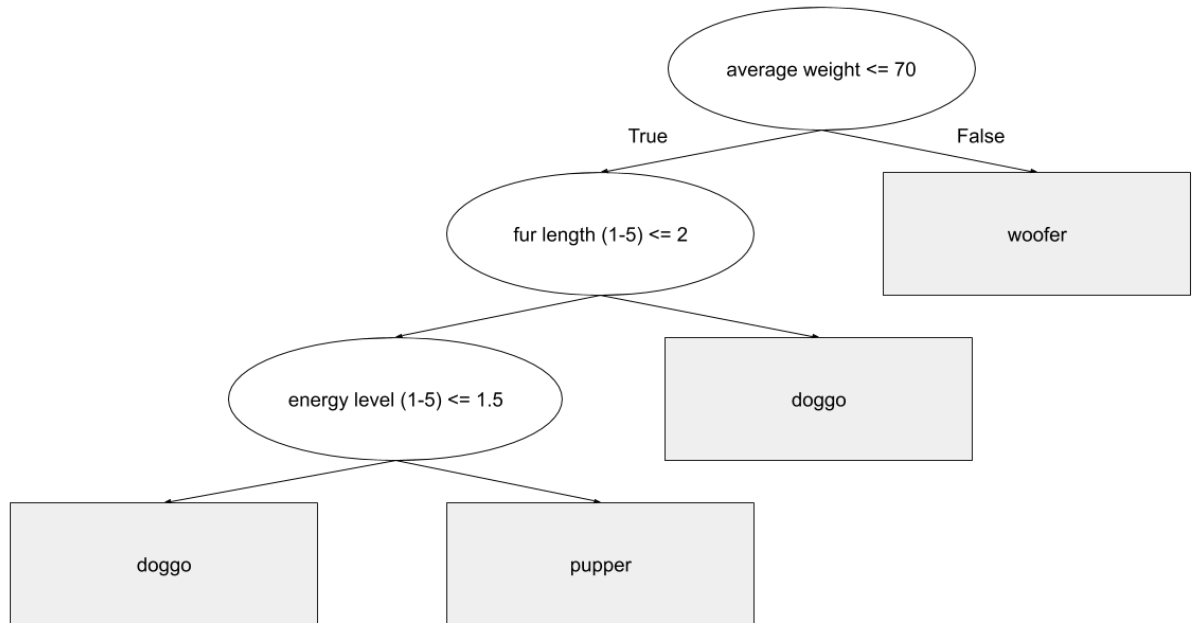 average weight <= 70
True
False
fur length (1-5) <= 2
woofer
energy level (1-5) <= 1.5
doggo
doggo
pupper